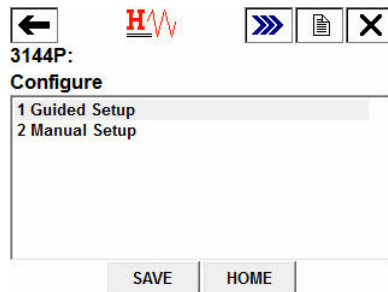 H
3144P:
Configure
1 Guided Setup
2 Manual Setup
SAVE HOME